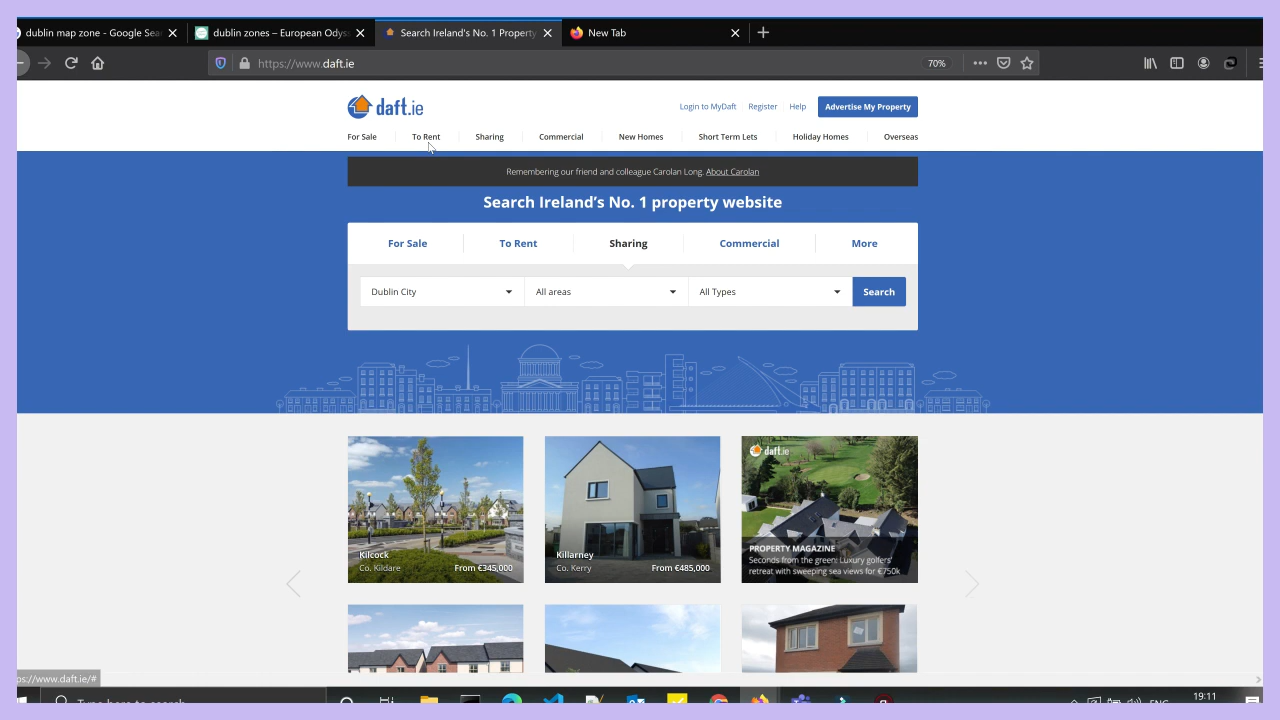 dublin map zone - Google Sea
dublin zones – European Odys
Search Ireland's No. 1 Property
New Tab
https://www.daft.ie
70%
daft.ie
Login to MyDaft Register Help Advertise My Property
For Sale To Rent Sharing Commercial New Homes Short Term Lets Holiday Homes Overseas
Remembering our friend and colleague Carolan Long. About Carolan
Search Ireland's No. 1 property website
For Sale To Rent Sharing Commercial More
Dublin City All areas All Types Search
daft.ie
Kilcock
Co. Kildare From €345,000
Killarney
Co. Kerry From €485,000
PROPERTY MAGAZINE
Seconds from the green: Luxury golfers'
retreat with sweeping sea views for €750k
ps://www.daft.ie/#
Type here to search
ENG
19:11